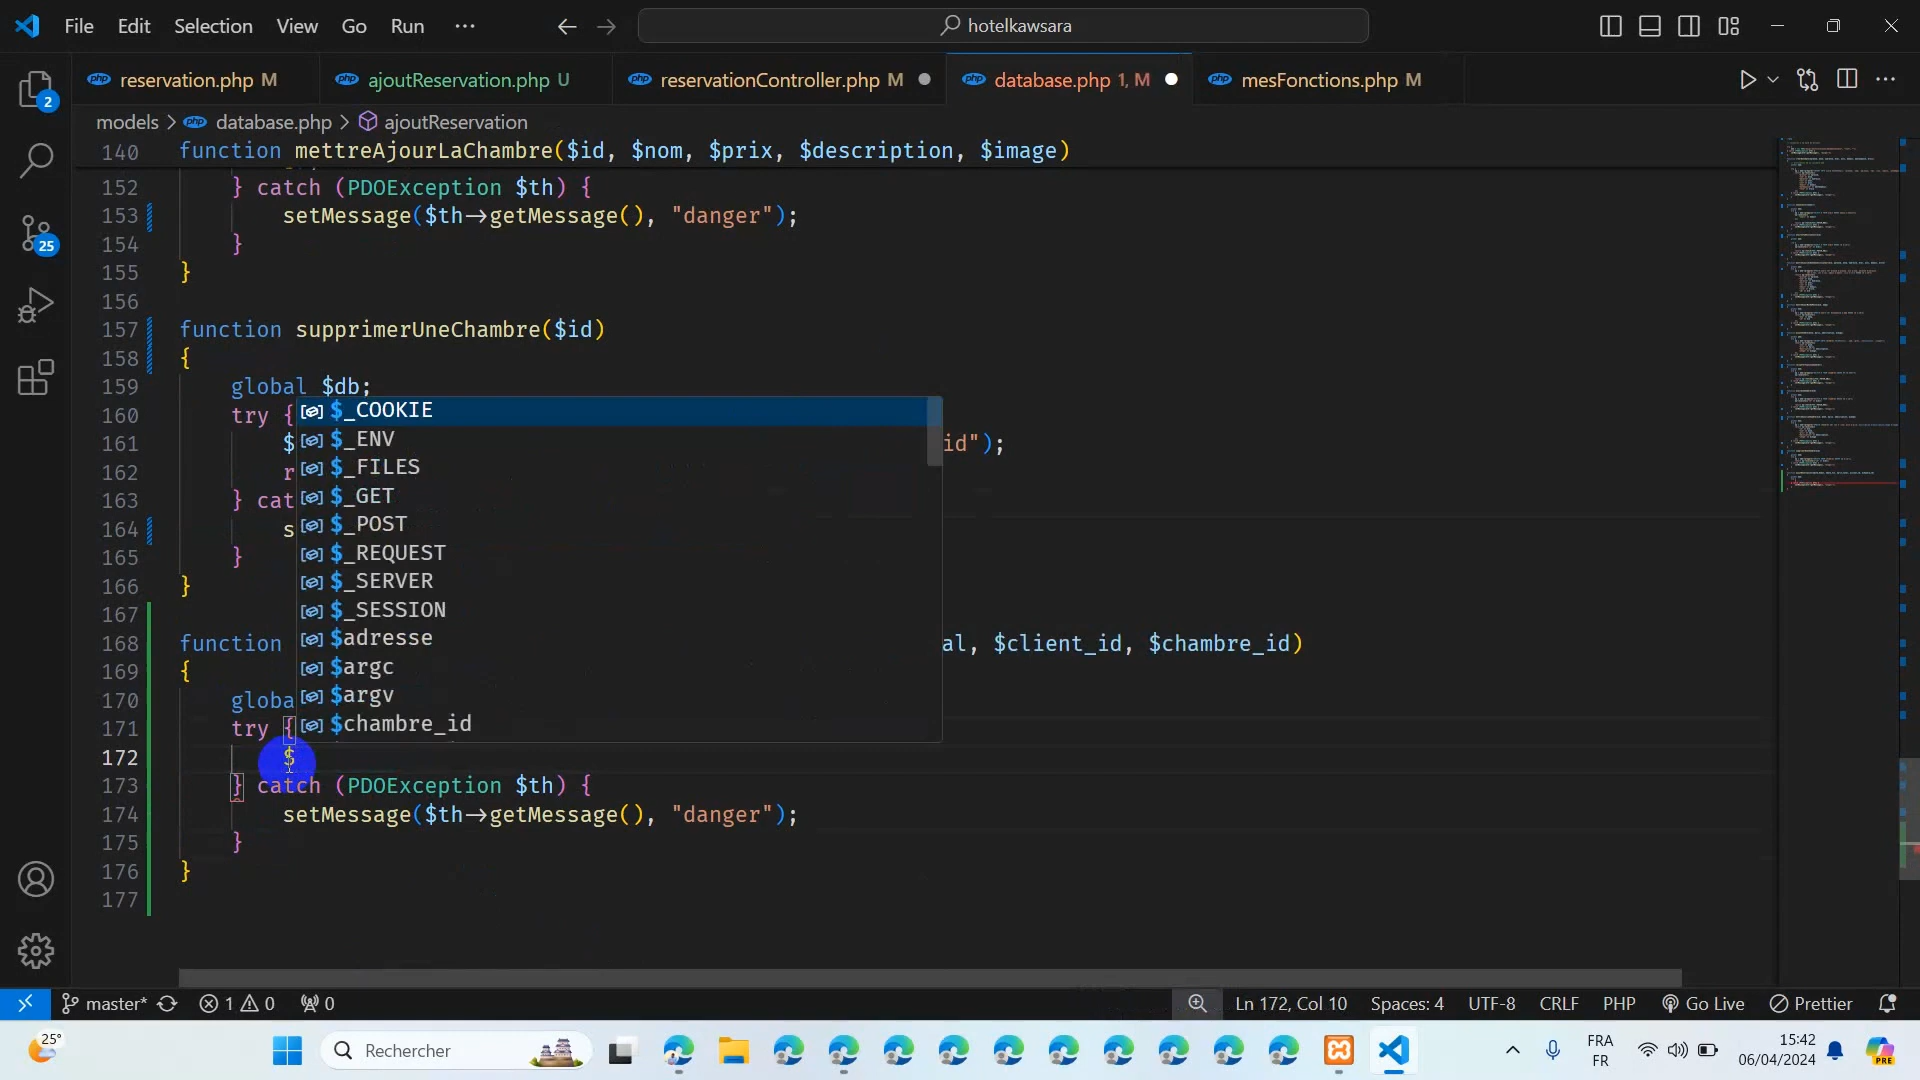 File Edit Selection View Go Run ··· hotelkawsara
reservation.php M ajoutReservation.php U reservationController.php M database.php 1, M mesFonctions.php M
models > database.php > ajoutReservation
140 function mettreAjourLaChambre($id, $nom, $prix, $description, $image)
152 } catch (PDOException $th) {
153 setMessage($th->getMessage(), "danger");
154 }
155 }
156
157 function supprimerUneChambre($id)
158 {
159 global $db;
160 try {
161 $ id");
162 r
163 } cat
164 s
165 }
166 }
167
168 function al, $client_id, $chambre_id)
169 {
170 globa
171 try {
172 $
173 } catch (PDOException $th) {
174 setMessage($th->getMessage(), "danger");
175 }
176 }
177
$_COOKIE
$_ENV
$_FILES
$_GET
$_POST
$_REQUEST
$_SERVER
$_SESSION
$adresse
$argc
$argv
$chambre_id
2
25
master* 1 0 0 Ln 172, Col 10 Spaces: 4 UTF-8 CRLF PHP Go Live Prettier
25° Rechercher FRA 15:42
FR 06/04/2024
PRE